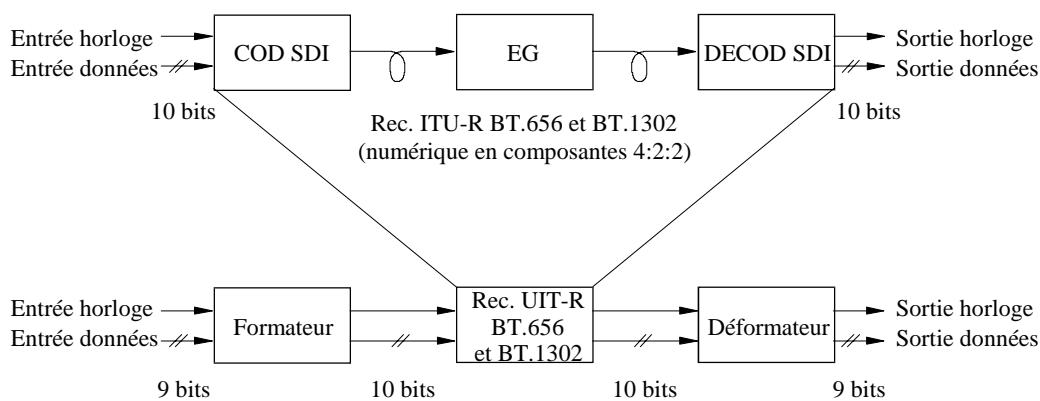 Entrée horloge
Entrée données
10 bits
COD SDI
EG
DECOD SDI
Sortie horloge
Sortie données
10 bits
Rec. ITU-R BT.656 et BT.1302
(numérique en composantes 4:2:2)
Entrée horloge
Entrée données
9 bits
Formateur
10 bits
Rec. UIT-R
BT.656
et BT.1302
10 bits
Déformateur
Sortie horloge
Sortie données
9 bits